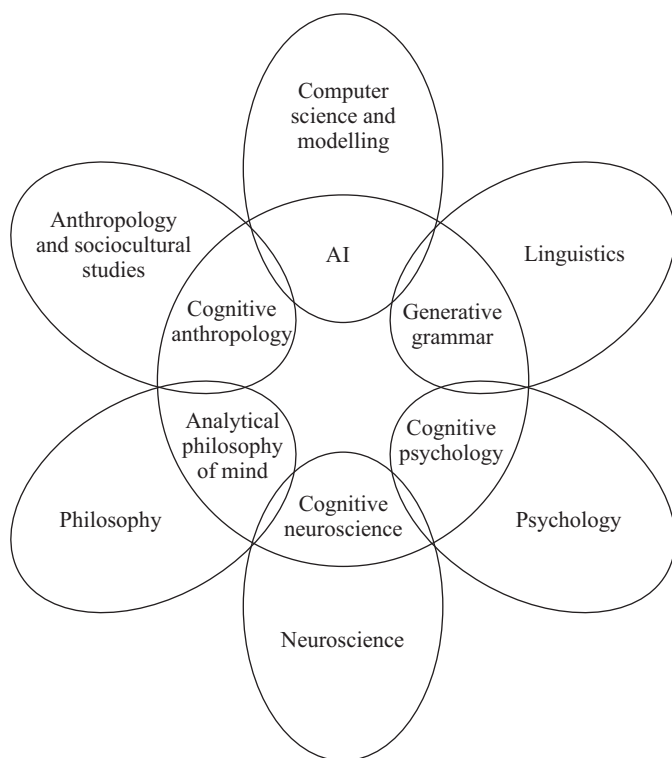 Computer
science and
modelling
Anthropology
and sociocultural
studies
AI
Linguistics
Cognitive
anthropology
Generative
grammar
Analytical
philosophy
of mind
Cognitive
psychology
Philosophy
Cognitive
neuroscience
Psychology
Neuroscience